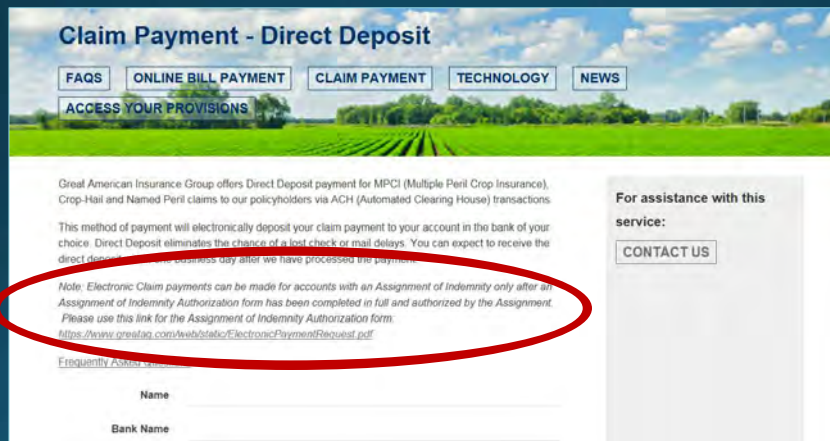 Claim Payment - Direct Deposit
FAQS ONLINE BILL PAYMENT CLAIM PAYMENT TECHNOLOGY NEWS
ACCESS YOUR PROVISIONS
Great American Insurance Group offers Direct Deposit payment for MPCI (Multiple Peril Crop Insurance),
Crop-Hail and Named Peril claims to our policyholders via ACH (Automated Clearing House) transactions
This method of payment will electronically deposit your claim payment to your account in the bank of your
choice. Direct Deposit eliminates the chance of a lost check or mail delays. You can expect to receive the
direct deposit one business day after we have processed the payment.
Note: Electronic Claim payments can be made for accounts with an Assignment of Indemnity only after an
Assignment of Indemnity Authorization form has been completed in full and authorized by the Assignment.
Please use this link for the Assignment of Indemnity Authorization form:
https://www.greatag.com/web/static/ElectronicPaymentRequest.pdf
Frequently Asked
Name
Bank Name
For assistance with this
service:
CONTACT US